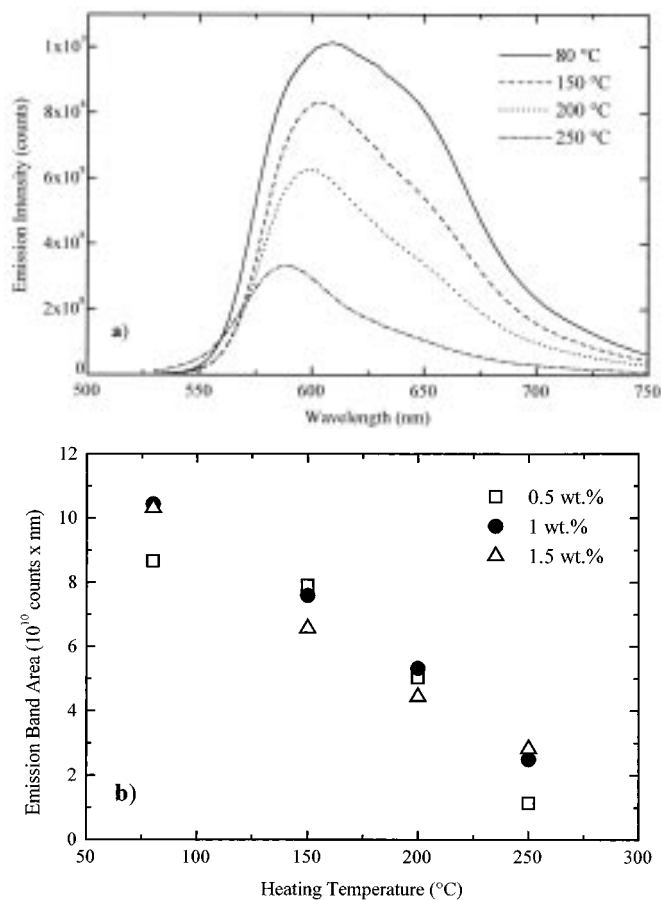 1x10⁹
8x10⁸
6x10⁸
4x10⁸
2x10⁸
0
Emission Intensity (counts)
80 °C
150 °C
200 °C
250 °C
a)
500 550 600 650 700 750
Wavelength (nm)
12
10
8
6
4
2
0
Emission Band Area (10¹⁰ counts x nm)
0.5 wt.%
1 wt.%
1.5 wt.%
b)
50 100 150 200 250 300
Heating Temperature (°C)